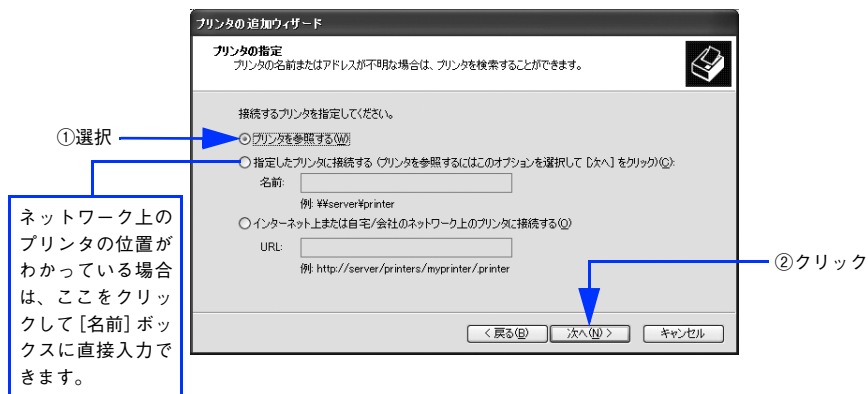 プリンタの追加ウィザード
プリンタの指定
プリンタの名前またはアドレスが不明な場合は、プリンタを検索することができます。
接続するプリンタを指定してください。
①選択
プリンタを参照する(W)
指定したプリンタに接続する (プリンタを参照するにはこのオプションを選択して [次へ] をクリック)(C):
名前:
例: ¥¥server¥printer
インターネット上または自宅/会社のネットワーク上のプリンタに接続する(O)
URL:
例: http://server/printers/myprinter/.printer
ネットワーク上の
プリンタの位置が
わかっている場合
は、ここをクリッ
クして [名前] ボッ
クスに直接入力で
きます。
②クリック
< 戻る(B)
次へ(N) >
キャンセル